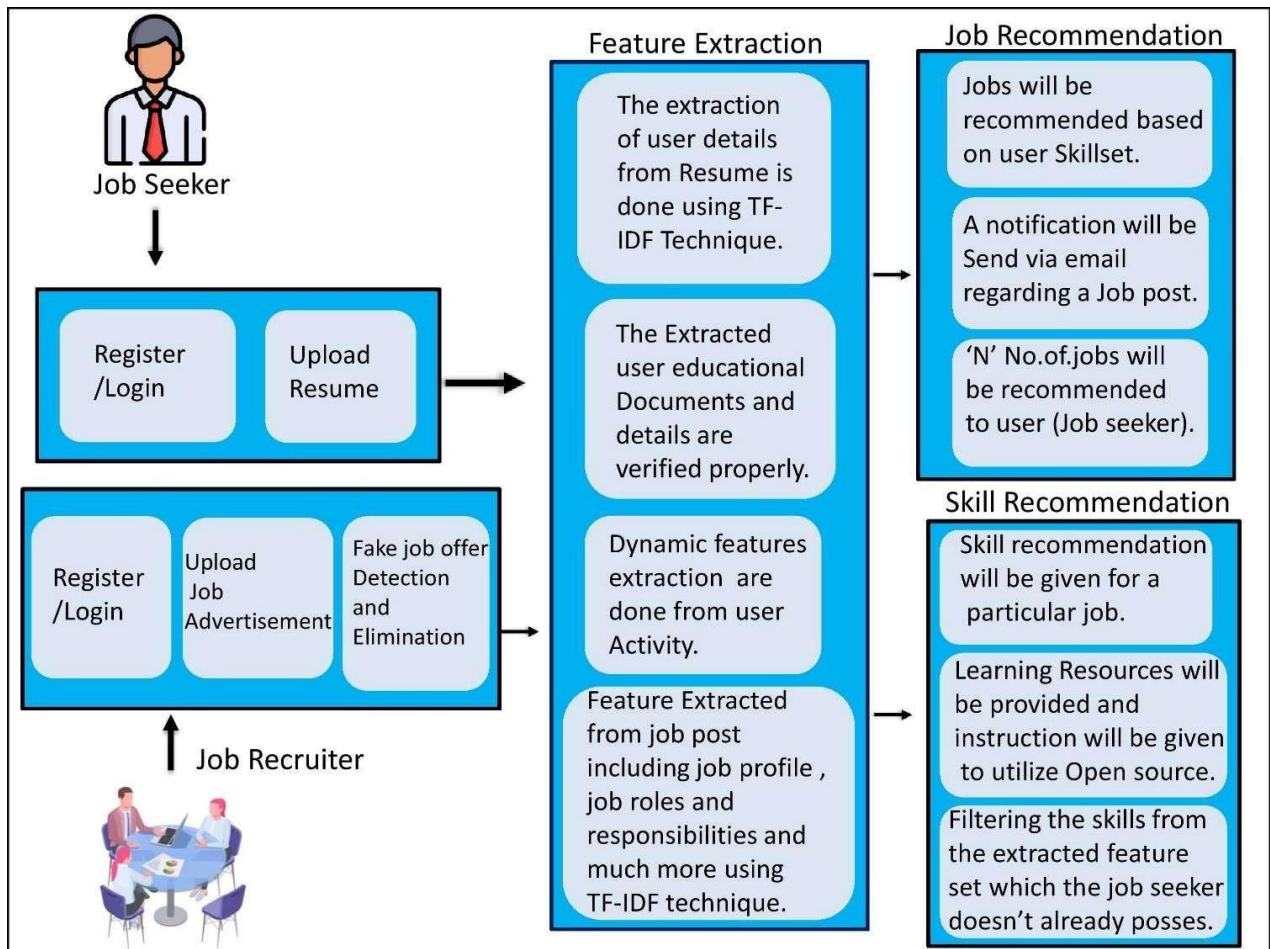 Job Seeker
Register
/Login
Upload
Resume
Register
/Login
Upload
Job
Advertisement
Fake job offer
Detection
and
Elimination
Job Recruiter
Feature Extraction
The extraction
of user details
from Resume is
done using TF-
IDF Technique.
The Extracted
user educational
Documents and
details are
verified properly.
Dynamic features
extraction are
done from user
Activity.
Feature Extracted
from job post
including job profile ,
job roles and
responsibilities and
much more using
TF-IDF technique.
Job Recommendation
Jobs will be
recommended based
on user Skillset.
A notification will be
Send via email
regarding a Job post.
‘N’ No.of.jobs will
be recommended
to user (Job seeker).
Skill Recommendation
Skill recommendation
will be given for a
particular job.
Learning Resources will
be provided and
instruction will be given
to utilize Open source.
Filtering the skills from
the extracted feature
set which the job seeker
doesn’t already posses.